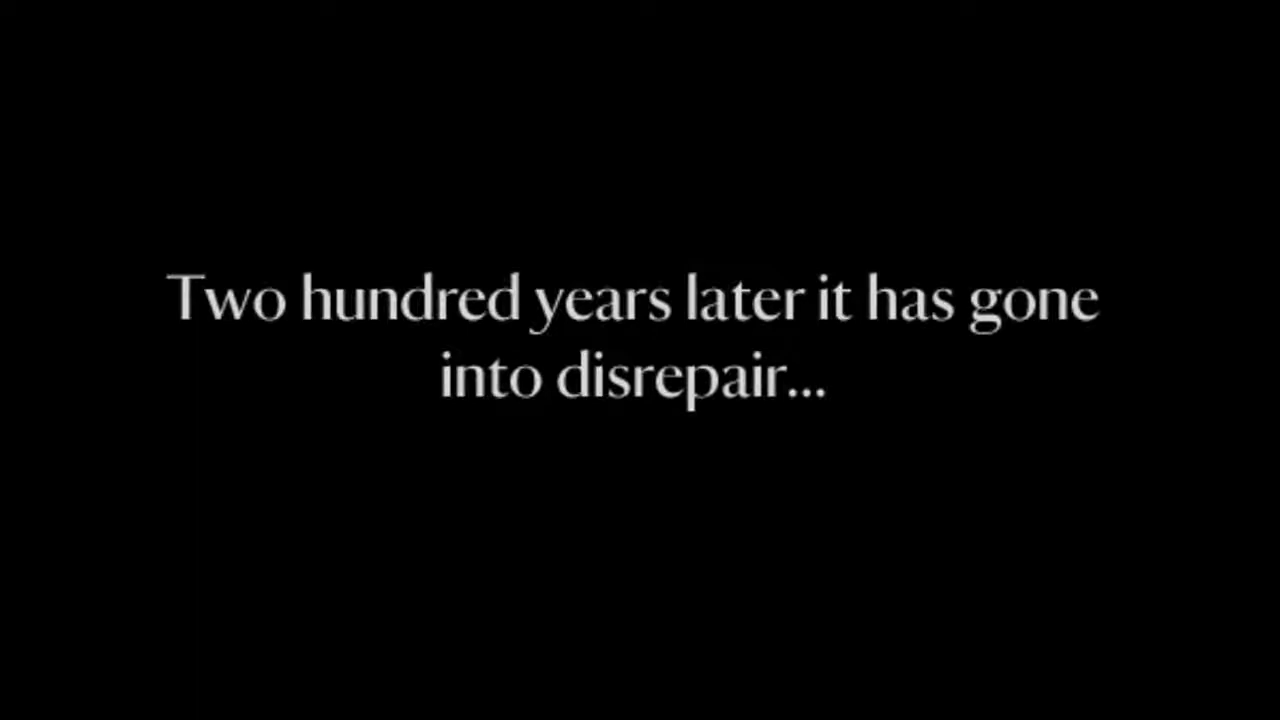 Two hundred years later it has gone
into disrepair...